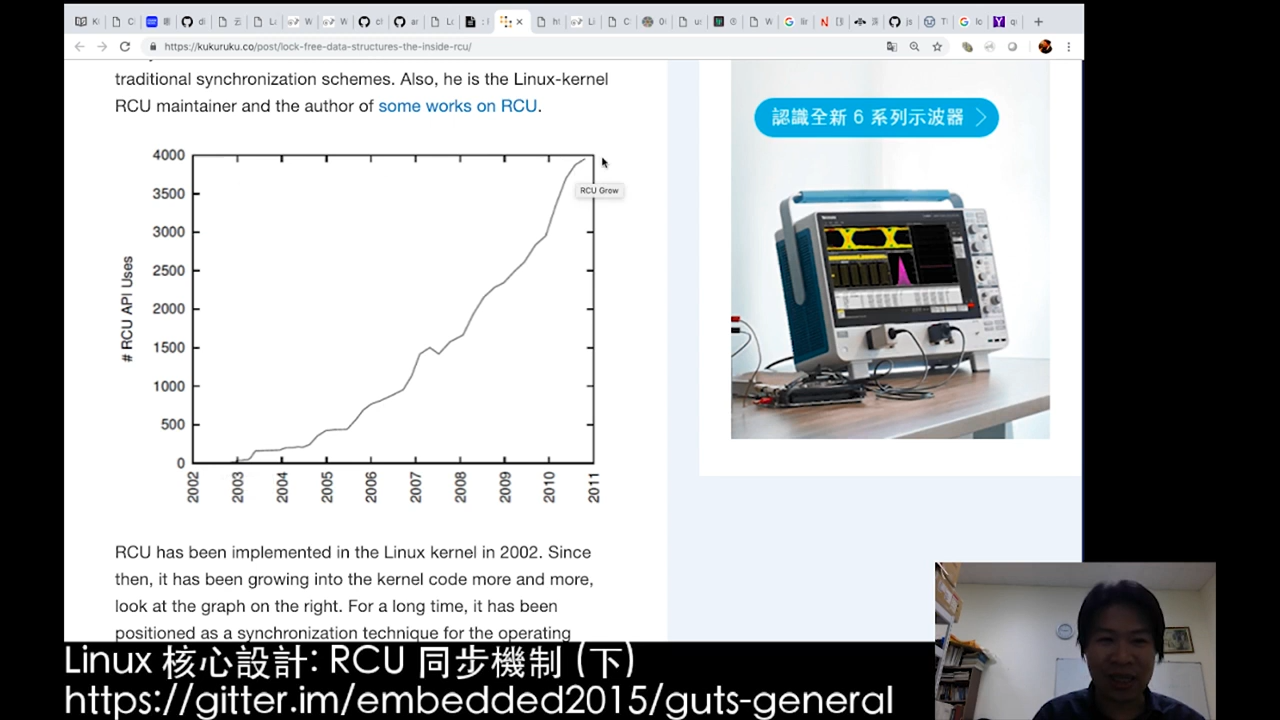 https://kukuruku.co/post/lock-free-data-structures-the-inside-rcu/
traditional synchronization schemes. Also, he is the Linux-kernel
RCU maintainer and the author of some works on RCU.
4000
3500
3000
2500
2000
1500
1000
500
0
# RCU API Uses
2002
2003
2004
2005
2006
2007
2008
2009
2010
2011
RCU Grow
認識全新 6 系列示波器
RCU has been implemented in the Linux kernel in 2002. Since
then, it has been growing into the kernel code more and more,
look at the graph on the right. For a long time, it has been
positioned as a synchronization technique for the operating
Linux 核心設計: RCU 同步機制 (下)
https://gitter.im/embedded2015/guts-general